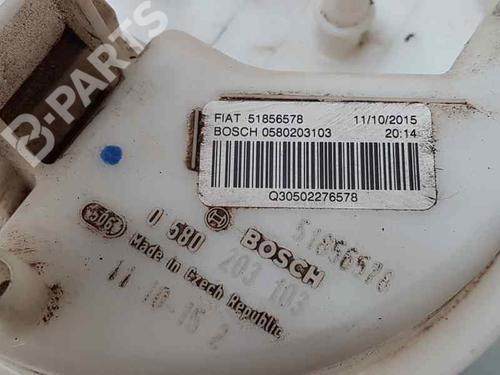 B-PARTS
FIAT 51856578 11/10/2015
BOSCH 0580203103 20:14
Q30502276578
506
0 580 BOSCH 51856578
203 103
Made in Czech Republic
11-10-15 2